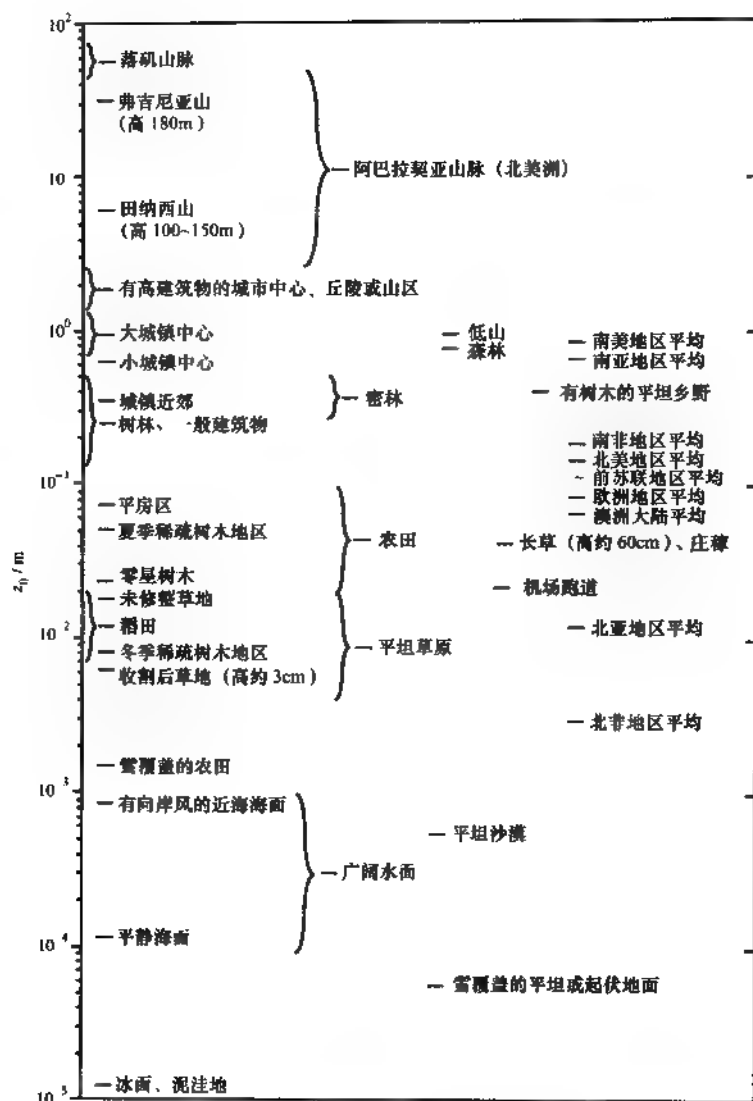 10²
落矶山脉
弗吉尼亚山
(高 180m)
阿巴拉契亚山脉（北美洲）
10¹
田纳西山
(高 100~150m)
有高建筑物的城市中心、丘陵或山区
10⁰
大城镇中心
低山
森林
南美地区平均
小城镇中心
南亚地区平均
城镇近郊
密林
有树木的平坦乡野
树林、一般建筑物
南非地区平均
北美地区平均
前苏联地区平均
10⁻¹
欧洲地区平均
平房区
澳洲大陆平均
夏季稀疏树木地区
农田
长草（高约 60cm）、庄稼
z₀ / m
零星树木
机场跑道
未修整草地
稻田
北亚地区平均
10⁻²
冬季稀疏树木地区
平坦草原
收割后草地（高约 3cm）
北非地区平均
雪覆盖的农田
10⁻³
有向岸风的近海海面
平坦沙漠
广阔水面
平静海面
10⁻⁴
雪覆盖的平坦或起伏地面
冰面、泥洼地
10⁻⁵